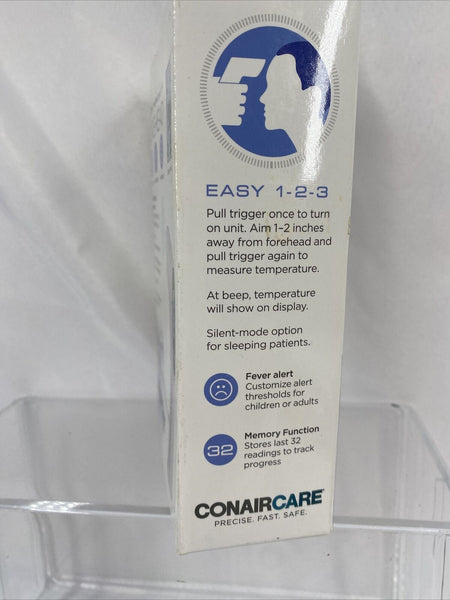 EASY 1-2-3
Pull trigger once to turn
on unit. Aim 1–2 inches
away from forehead and
pull trigger again to
measure temperature.
At beep, temperature
will show on display.
Silent-mode option
for sleeping patients.
Fever alert
Customize alert
thresholds for
children or adults
32
Memory Function
Stores last 32
readings to track
progress
CONAIRCARE®
PRECISE. FAST. SAFE.